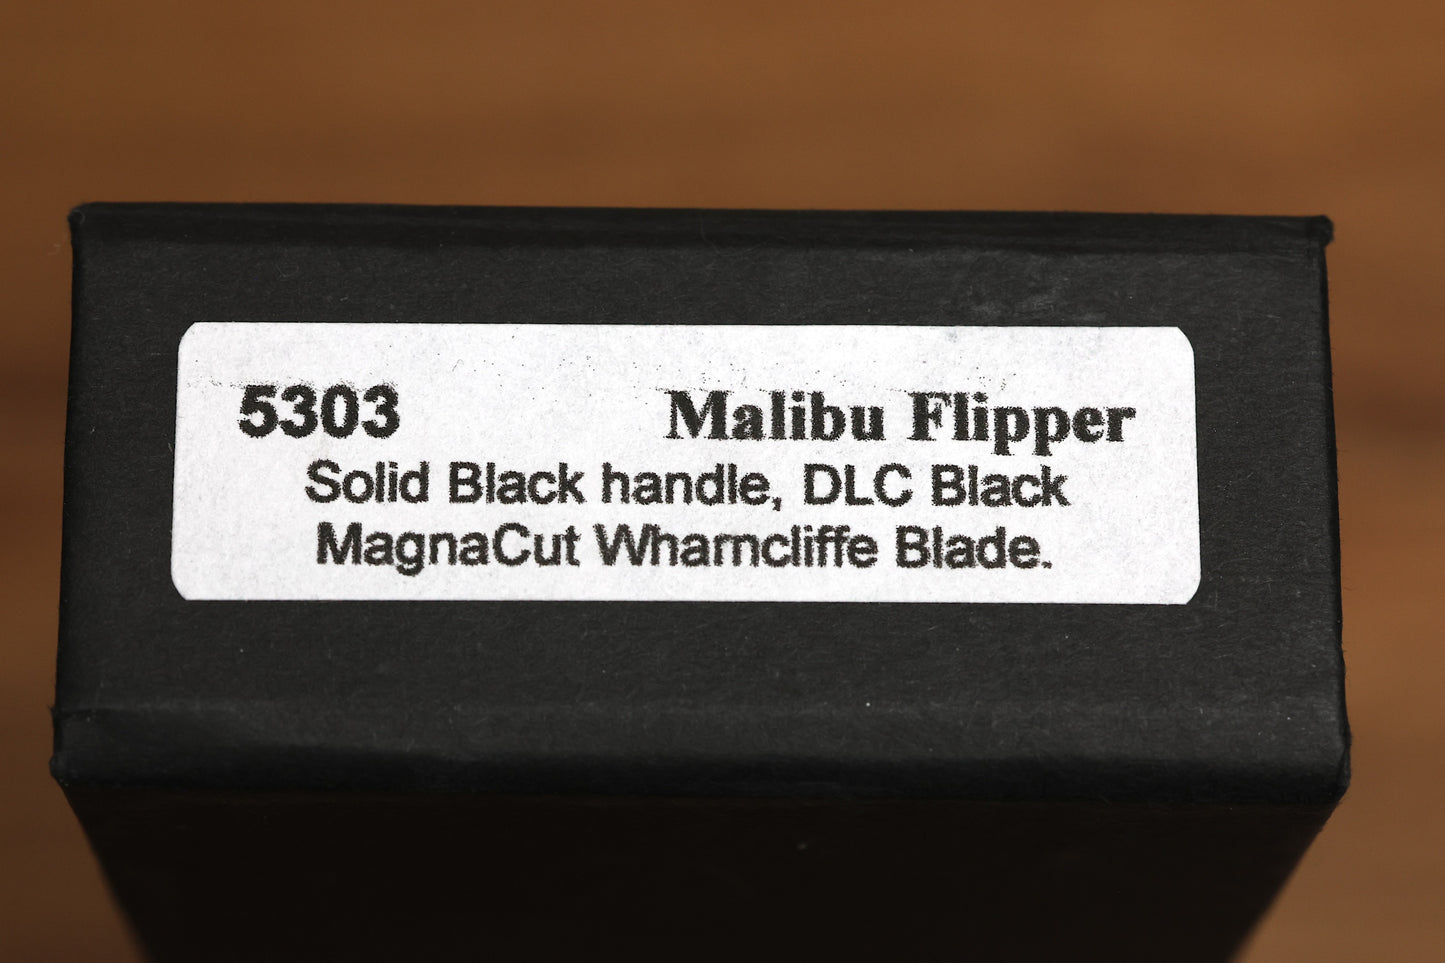 5303 Malibu Flipper
Solid Black handle, DLC Black
MagnaCut Wharncliffe Blade.